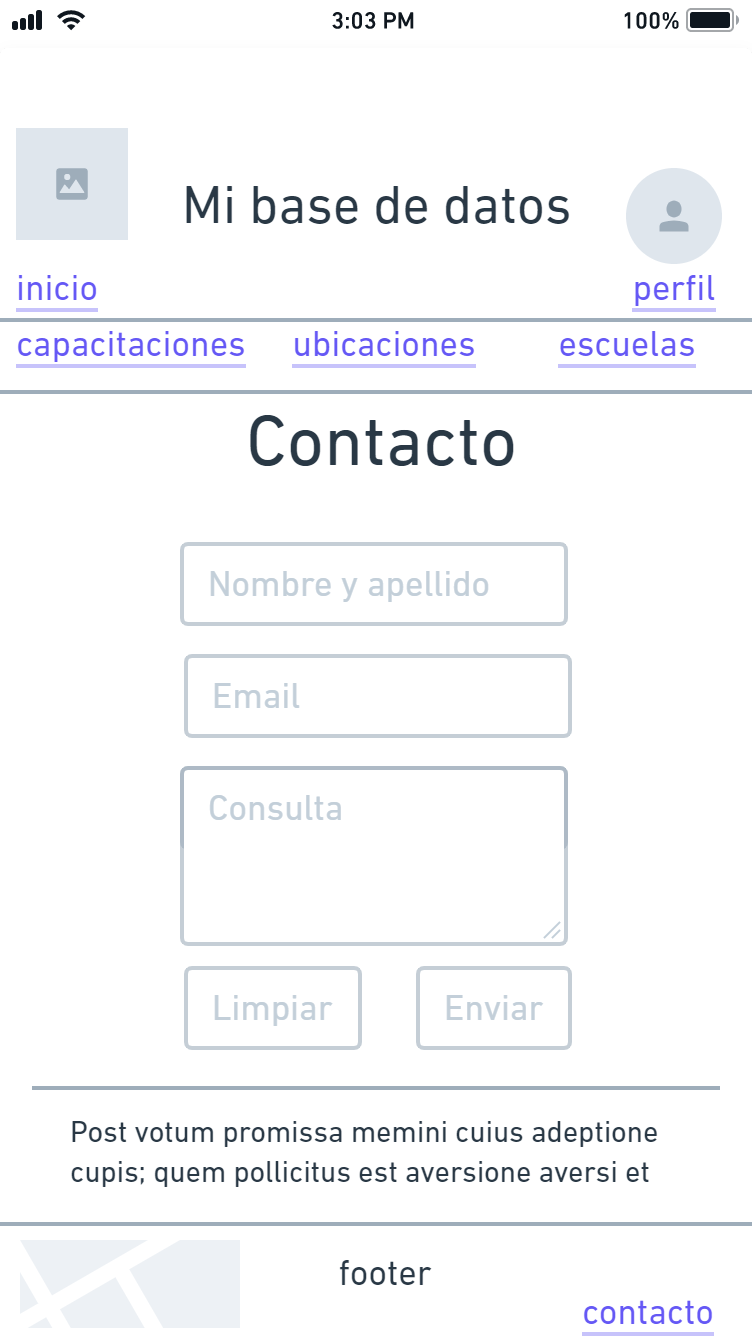 3:03 PM 100%
Mi base de datos
inicio perfil
capacitaciones ubicaciones escuelas
Contacto
Nombre y apellido
Email
Consulta
Limpiar Enviar
Post votum promissa memini cuius adeptione
cupis; quem pollicitus est aversione aversi et
footer
contacto